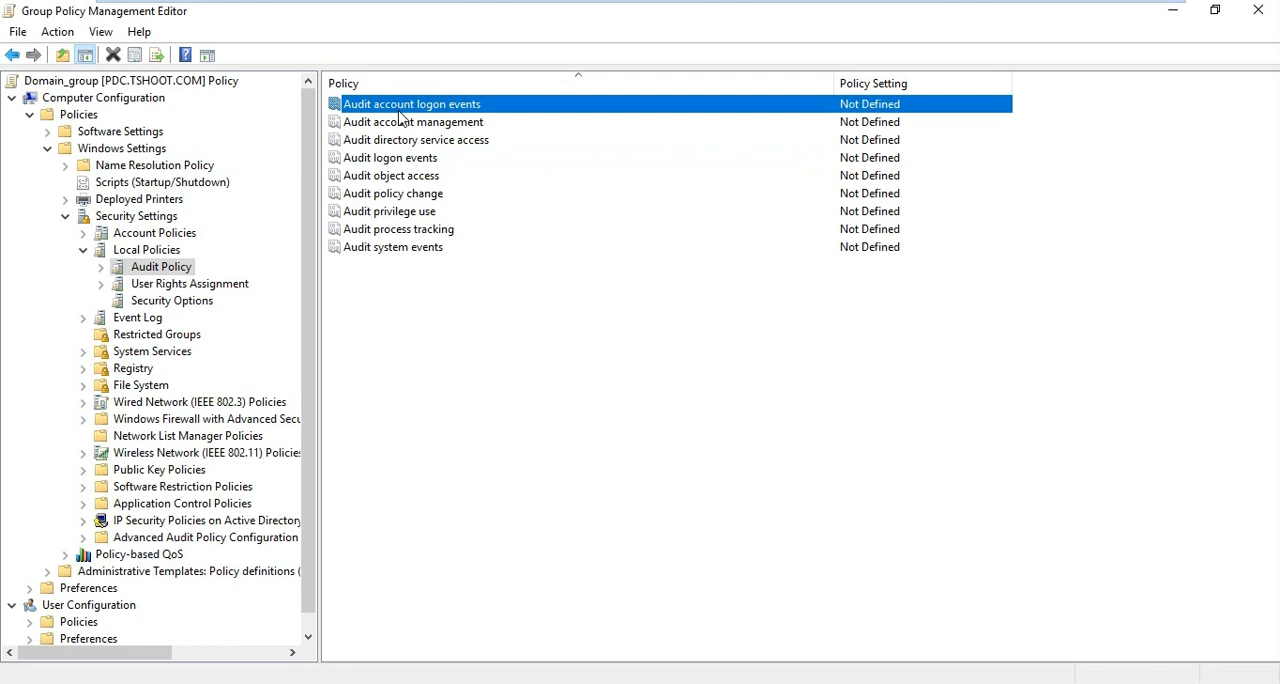 Group Policy Management Editor
File Action View Help
Domain_group [PDC.TSHOOT.COM] Policy
Computer Configuration
Policies
Software Settings
Windows Settings
Name Resolution Policy
Scripts (Startup/Shutdown)
Deployed Printers
Security Settings
Account Policies
Local Policies
Audit Policy
User Rights Assignment
Security Options
Event Log
Restricted Groups
System Services
Registry
File System
Wired Network (IEEE 802.3) Policies
Windows Firewall with Advanced Secu
Network List Manager Policies
Wireless Network (IEEE 802.11) Policies
Public Key Policies
Software Restriction Policies
Application Control Policies
IP Security Policies on Active Directory
Advanced Audit Policy Configuration
Policy-based QoS
Administrative Templates: Policy definitions (
Preferences
User Configuration
Policies
Preferences
Policy Policy Setting
Audit account logon events Not Defined
Audit account management Not Defined
Audit directory service access Not Defined
Audit logon events Not Defined
Audit object access Not Defined
Audit policy change Not Defined
Audit privilege use Not Defined
Audit process tracking Not Defined
Audit system events Not Defined